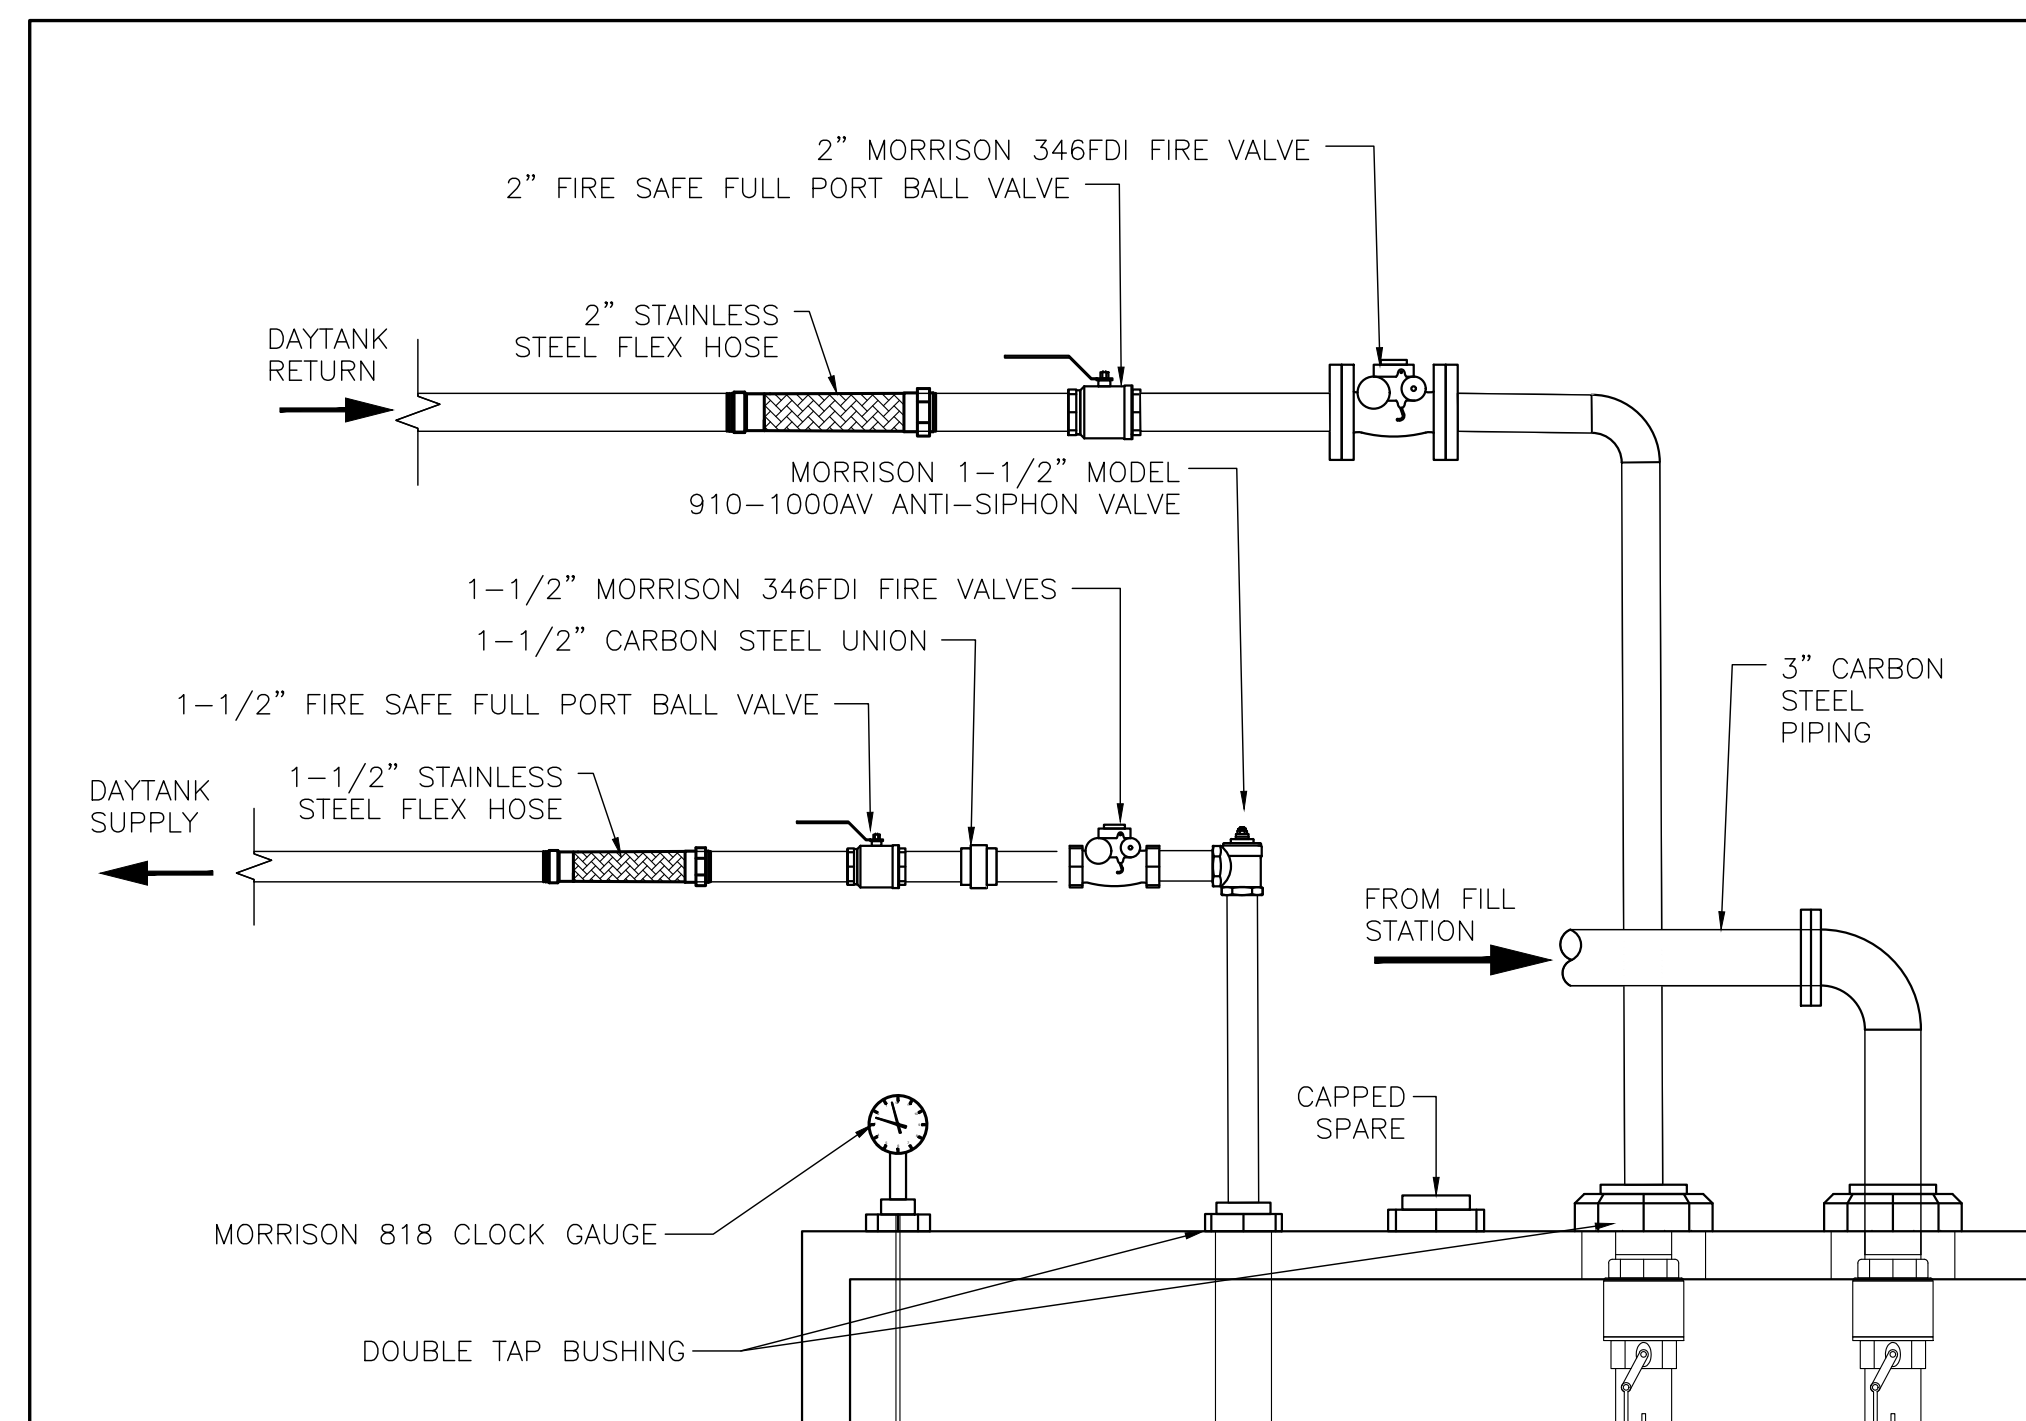 2” MORRISON 346FDI FIRE VALVE
2” FIRE SAFE FULL PORT BALL VALVE
2” STAINLESS
STEEL FLEX HOSE
DAYTANK
RETURN
MORRISON 1-1/2” MODEL
910-1000AV ANTI-SIPHON VALVE
1-1/2” MORRISON 346FDI FIRE VALVES
1-1/2” CARBON STEEL UNION
1-1/2” FIRE SAFE FULL PORT BALL VALVE
3” CARBON
STEEL
PIPING
1-1/2” STAINLESS
STEEL FLEX HOSE
DAYTANK
SUPPLY
FROM FILL
STATION
CAPPED
SPARE
MORRISON 818 CLOCK GAUGE
DOUBLE TAP BUSHING